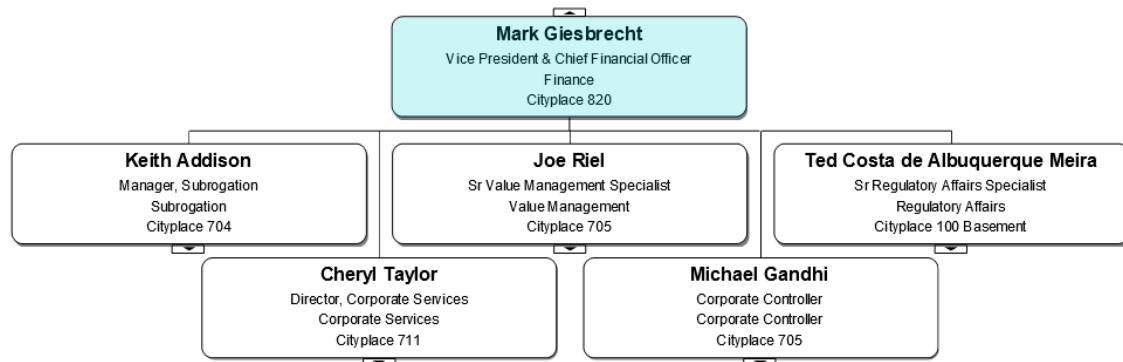 Mark Giesbrecht
Vice President & Chief Financial Officer
Finance
Cityplace 820
Keith Addison
Manager, Subrogation
Subrogation
Cityplace 704
Joe Riel
Sr Value Management Specialist
Value Management
Cityplace 705
Ted Costa de Albuquerque Meira
Sr Regulatory Affairs Specialist
Regulatory Affairs
Cityplace 100 Basement
Cheryl Taylor
Director, Corporate Services
Corporate Services
Cityplace 711
Michael Gandhi
Corporate Controller
Corporate Controller
Cityplace 705